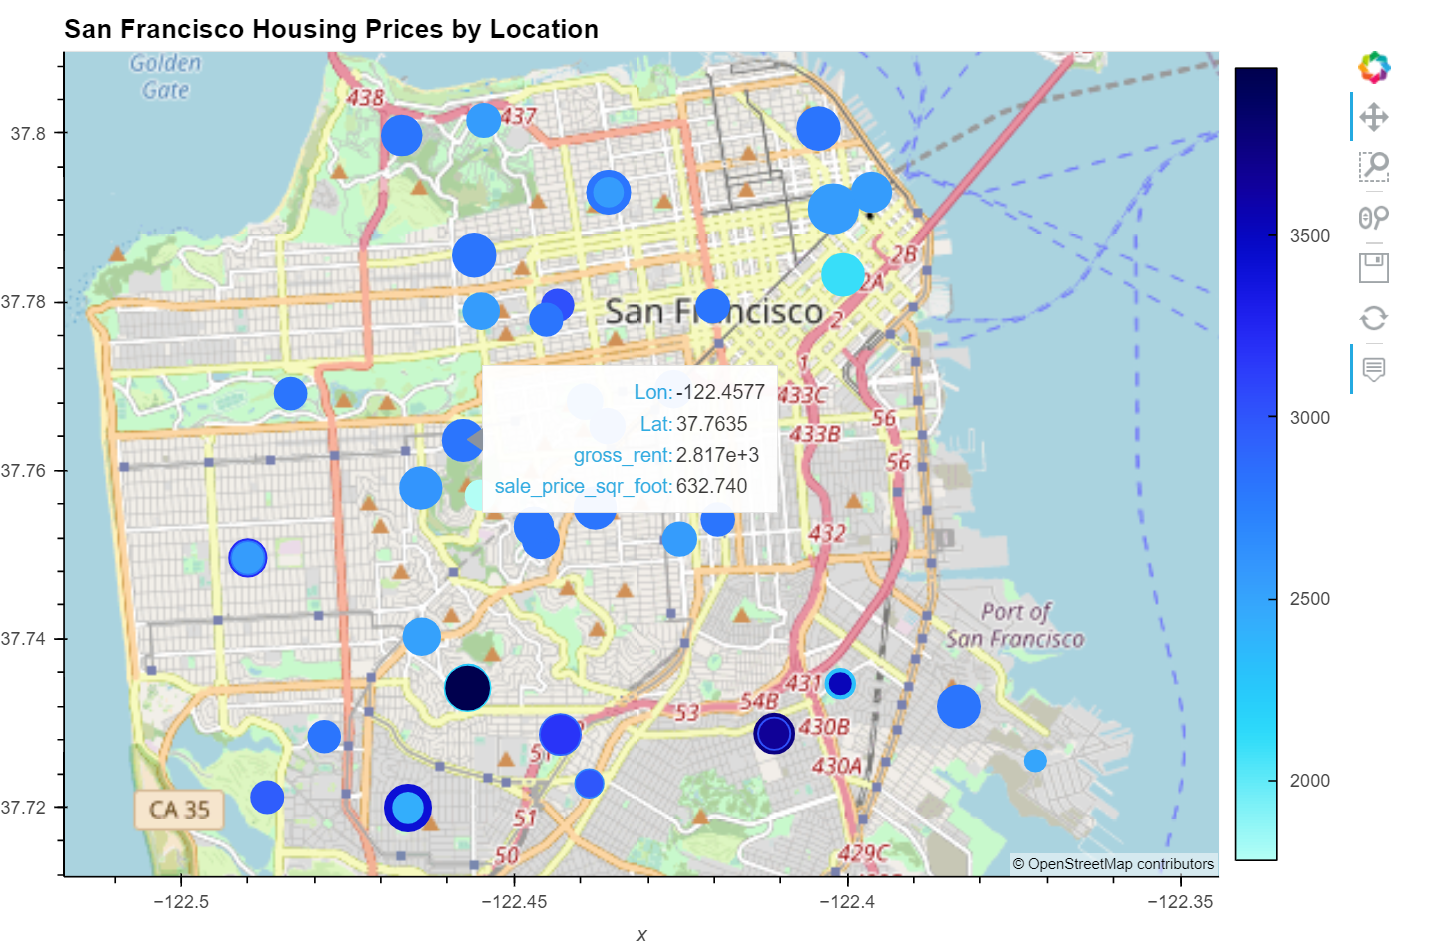 San Francisco Housing Prices by Location
Golden
Gate
438
437
37.8
2B
2A
3500
37.78
San Francisco
2
1
Lon: -122.4577
433C
Lat: 37.7635
56
3000
433B
gross_rent: 2.817e+3
37.76
56
sale_price_sqr_foot: 632.740
432
2500
Port of
San Francisco
37.74
431
54B
53
430B
430A
2000
CA 35
37.72
51
50
429C
© OpenStreetMap contributors
−122.5
−122.45
−122.4
−122.35
x